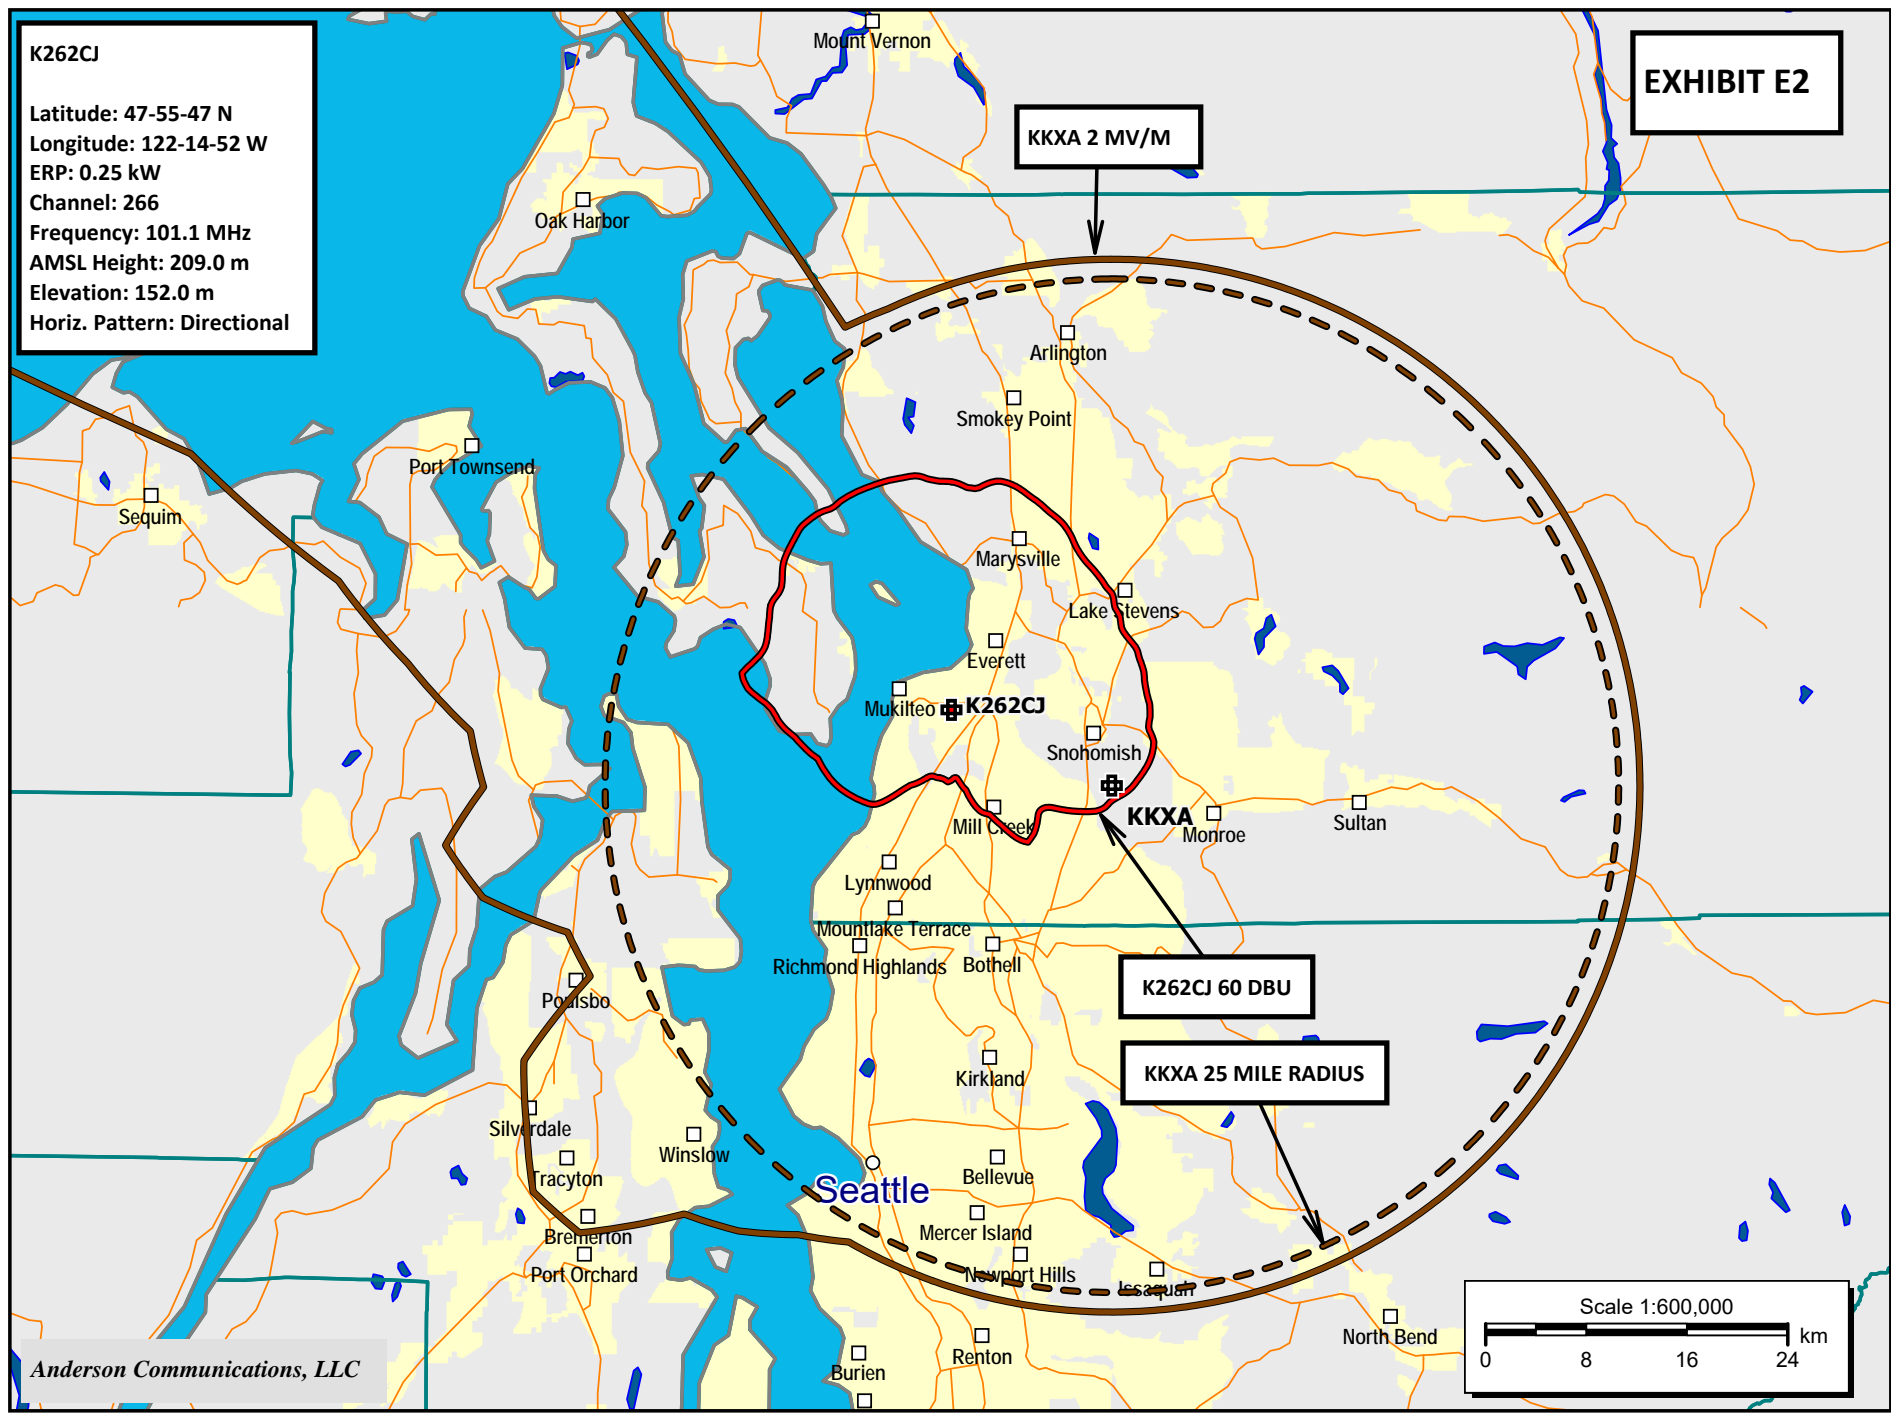 K262CJ
Latitude: 47-55-47 N
Longitude: 122-14-52 W
ERP: 0.25 kW
Channel: 266
Frequency: 101.1 MHz
AMSL Height: 209.0 m
Elevation: 152.0 m
Horiz. Pattern: Directional
EXHIBIT E2
Mount Vernon
KKXA 2 MV/M
Oak Harbor
Arlington
Smokey Point
Port Townsend
Sequim
Marysville
Lake Stevens
Everett
Mukilteo
K262CJ
Snohomish
KKXA
Mill Creek
Monroe
Sultan
Lynnwood
Mountlake Terrace
Richmond Highlands
Bothell
K262CJ 60 DBU
Poulsbo
Kirkland
KKXA 25 MILE RADIUS
Silverdale
Winslow
Tracyton
Bellevue
Seattle
Mercer Island
Bremerton
Port Orchard
Newport Hills
Issaquah
North Bend
Renton
Burien
Scale 1:600,000
km
0 8 16 24
Anderson Communications, LLC